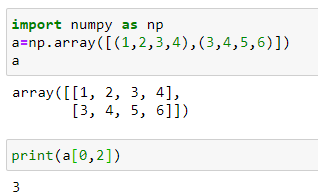 import numpy as np
a=np.array([(1,2,3,4),(3,4,5,6)])
a
array([[1, 2, 3, 4],
       [3, 4, 5, 6]])
print(a[0,2])
3